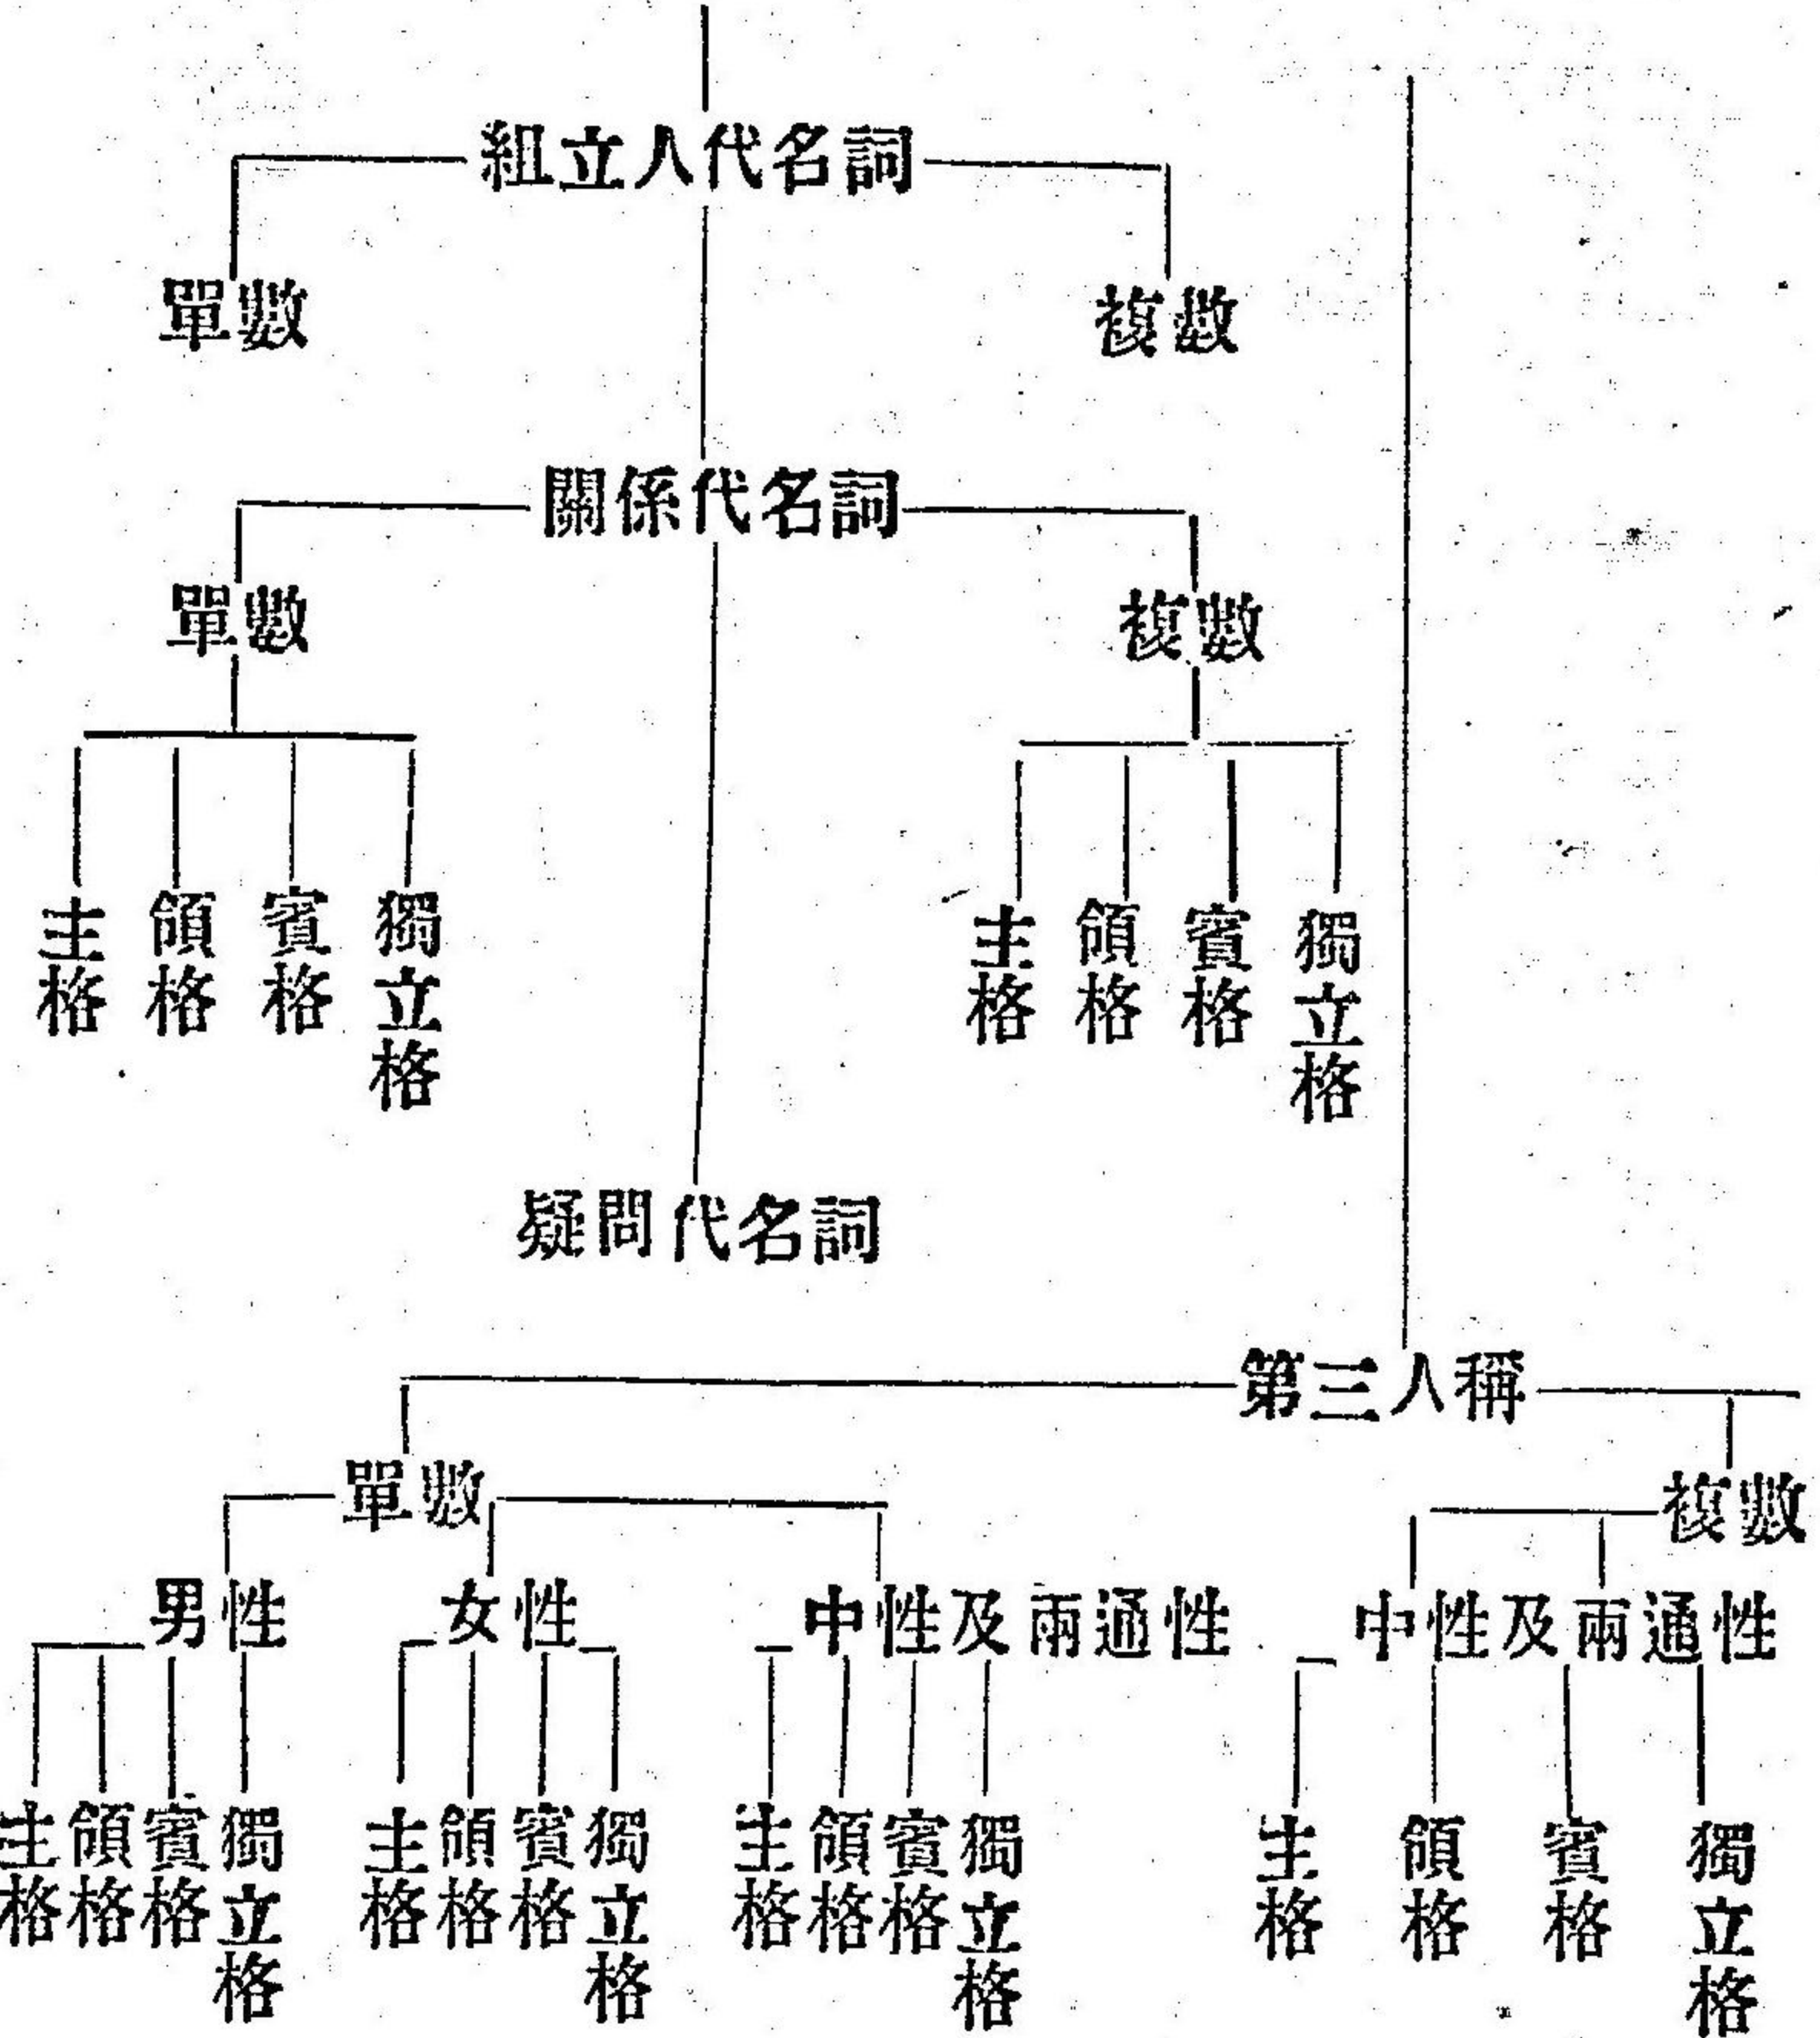 組立人代名詞
單數
複數
關係代名詞
單數
複數
主格
領格
賓格
獨立格
主格
領格
賓格
獨立格
疑問代名詞
第三人稱
單數
複數
男性
女性
中性及兩通性
中性及兩通性
主格
領格
賓格
獨立格
主格
領格
賓格
獨立格
主格
領格
賓格
獨立格
主格
領格
賓格
獨立格